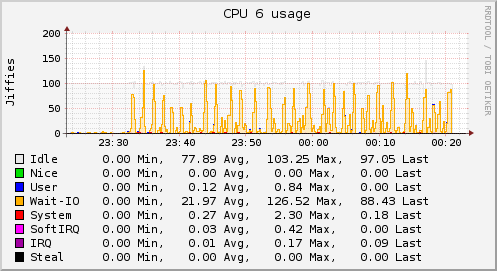 CPU 6 usage
RRDTOOL / TOBI OETIKER
Jiffies
200
150
100
50
0
23:30 23:40 23:50 00:00 00:10 00:20
Idle 0.00 Min, 77.89 Avg, 103.25 Max, 97.05 Last
Nice 0.00 Min, 0.00 Avg, 0.00 Max, 0.00 Last
User 0.00 Min, 0.12 Avg, 0.84 Max, 0.00 Last
Wait-IO 0.00 Min, 21.97 Avg, 126.52 Max, 88.43 Last
System 0.00 Min, 0.27 Avg, 2.30 Max, 0.18 Last
SoftIRQ 0.00 Min, 0.03 Avg, 0.42 Max, 0.00 Last
IRQ 0.00 Min, 0.01 Avg, 0.17 Max, 0.09 Last
Steal 0.00 Min, 0.00 Avg, 0.00 Max, 0.00 Last